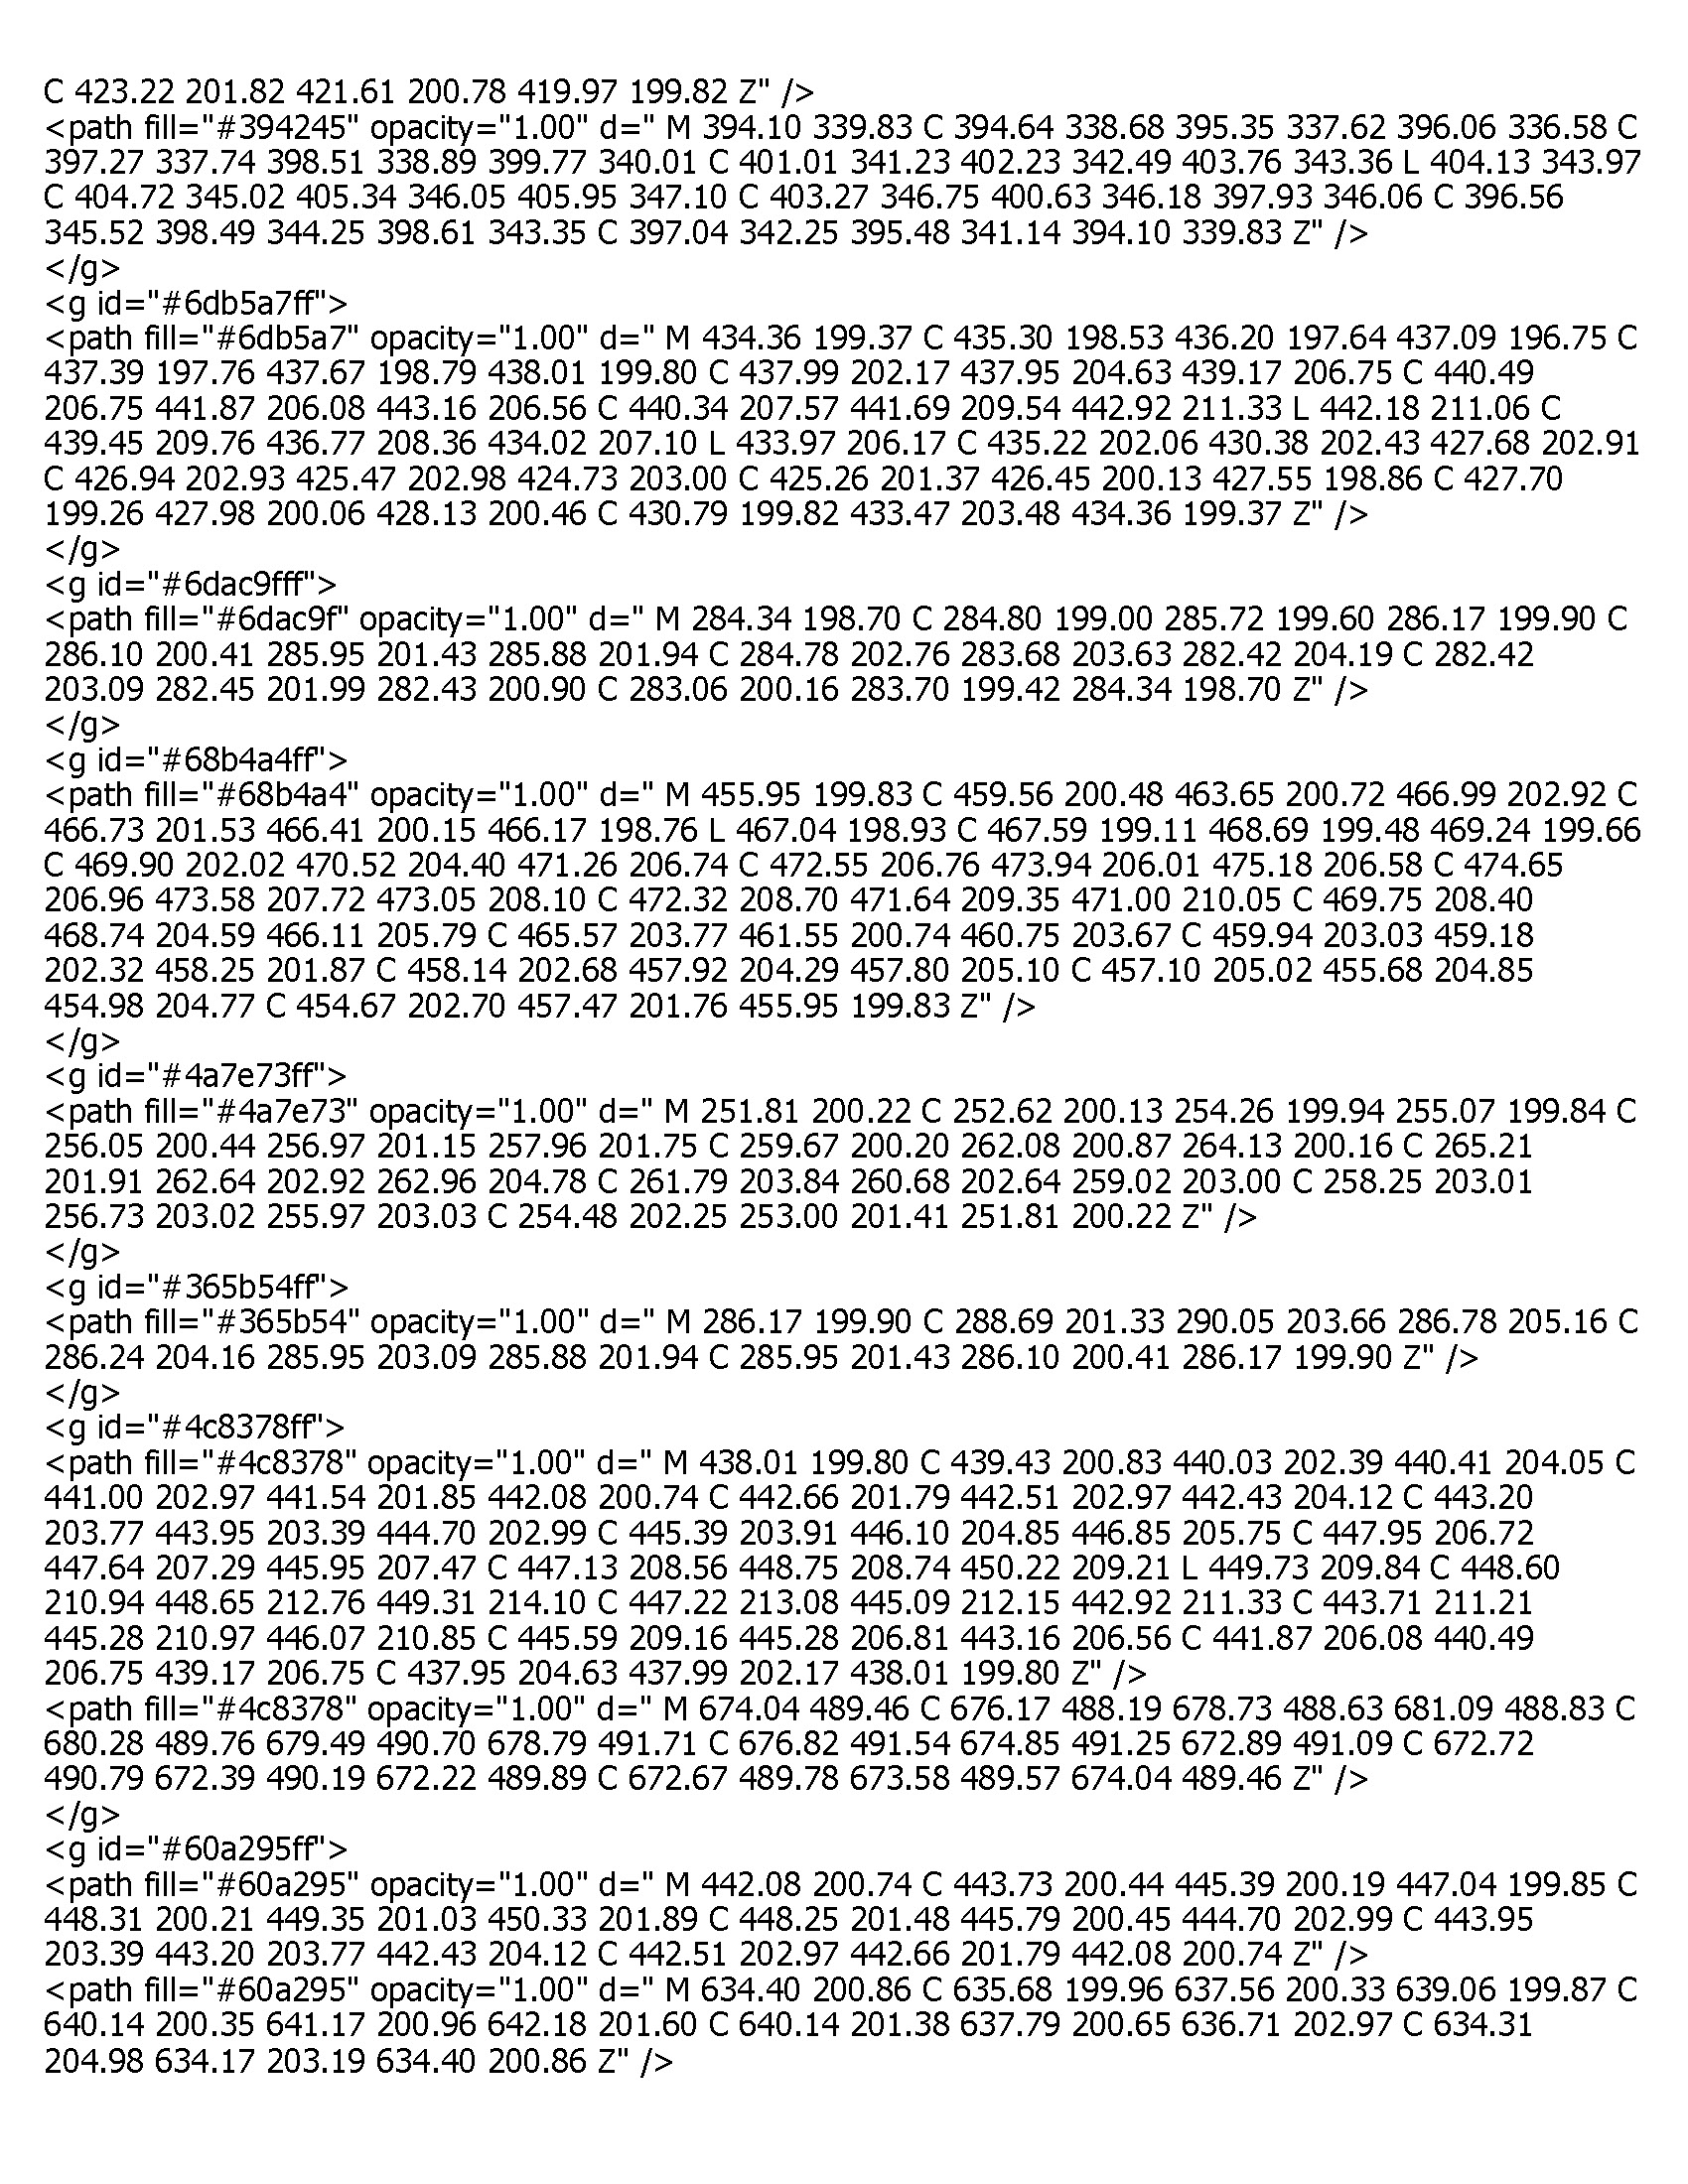 C 423.22 201.82 421.61 200.78 419.97 199.82 Z" />
<path fill="#394245" opacity="1.00" d=" M 394.10 339.83 C 394.64 338.68 395.35 337.62 396.06 336.58 C
397.27 337.74 398.51 338.89 399.77 340.01 C 401.01 341.23 402.23 342.49 403.76 343.36 L 404.13 343.97
C 404.72 345.02 405.34 346.05 405.95 347.10 C 403.27 346.75 400.63 346.18 397.93 346.06 C 396.56
345.52 398.49 344.25 398.61 343.35 C 397.04 342.25 395.48 341.14 394.10 339.83 Z" />
</g>
<g id="#6db5a7ff">
<path fill="#6db5a7" opacity="1.00" d=" M 434.36 199.37 C 435.30 198.53 436.20 197.64 437.09 196.75 C
437.39 197.76 437.67 198.79 438.01 199.80 C 437.99 202.17 437.95 204.63 439.17 206.75 C 440.49
206.75 441.87 206.08 443.16 206.56 C 440.34 207.57 441.69 209.54 442.92 211.33 L 442.18 211.06 C
439.45 209.76 436.77 208.36 434.02 207.10 L 433.97 206.17 C 435.22 202.06 430.38 202.43 427.68 202.91
C 426.94 202.93 425.47 202.98 424.73 203.00 C 425.26 201.37 426.45 200.13 427.55 198.86 C 427.70
199.26 427.98 200.06 428.13 200.46 C 430.79 199.82 433.47 203.48 434.36 199.37 Z" />
</g>
<g id="#6dac9fff">
<path fill="#6dac9f" opacity="1.00" d=" M 284.34 198.70 C 284.80 199.00 285.72 199.60 286.17 199.90 C
286.10 200.41 285.95 201.43 285.88 201.94 C 284.78 202.76 283.68 203.63 282.42 204.19 C 282.42
203.09 282.45 201.99 282.43 200.90 C 283.06 200.16 283.70 199.42 284.34 198.70 Z" />
</g>
<g id="#68b4a4ff">
<path fill="#68b4a4" opacity="1.00" d=" M 455.95 199.83 C 459.56 200.48 463.65 200.72 466.99 202.92 C
466.73 201.53 466.41 200.15 466.17 198.76 L 467.04 198.93 C 467.59 199.11 468.69 199.48 469.24 199.66
C 469.90 202.02 470.52 204.40 471.26 206.74 C 472.55 206.76 473.94 206.01 475.18 206.58 C 474.65
206.96 473.58 207.72 473.05 208.10 C 472.32 208.70 471.64 209.35 471.00 210.05 C 469.75 208.40
468.74 204.59 466.11 205.79 C 465.57 203.77 461.55 200.74 460.75 203.67 C 459.94 203.03 459.18
202.32 458.25 201.87 C 458.14 202.68 457.92 204.29 457.80 205.10 C 457.10 205.02 455.68 204.85
454.98 204.77 C 454.67 202.70 457.47 201.76 455.95 199.83 Z" />
</g>
<g id="#4a7e73ff">
<path fill="#4a7e73" opacity="1.00" d=" M 251.81 200.22 C 252.62 200.13 254.26 199.94 255.07 199.84 C
256.05 200.44 256.97 201.15 257.96 201.75 C 259.67 200.20 262.08 200.87 264.13 200.16 C 265.21
201.91 262.64 202.92 262.96 204.78 C 261.79 203.84 260.68 202.64 259.02 203.00 C 258.25 203.01
256.73 203.02 255.97 203.03 C 254.48 202.25 253.00 201.41 251.81 200.22 Z" />
</g>
<g id="#365b54ff">
<path fill="#365b54" opacity="1.00" d=" M 286.17 199.90 C 288.69 201.33 290.05 203.66 286.78 205.16 C
286.24 204.16 285.95 203.09 285.88 201.94 C 285.95 201.43 286.10 200.41 286.17 199.90 Z" />
</g>
<g id="#4c8378ff">
<path fill="#4c8378" opacity="1.00" d=" M 438.01 199.80 C 439.43 200.83 440.03 202.39 440.41 204.05 C
441.00 202.97 441.54 201.85 442.08 200.74 C 442.66 201.79 442.51 202.97 442.43 204.12 C 443.20
203.77 443.95 203.39 444.70 202.99 C 445.39 203.91 446.10 204.85 446.85 205.75 C 447.95 206.72
447.64 207.29 445.95 207.47 C 447.13 208.56 448.75 208.74 450.22 209.21 L 449.73 209.84 C 448.60
210.94 448.65 212.76 449.31 214.10 C 447.22 213.08 445.09 212.15 442.92 211.33 C 443.71 211.21
445.28 210.97 446.07 210.85 C 445.59 209.16 445.28 206.81 443.16 206.56 C 441.87 206.08 440.49
206.75 439.17 206.75 C 437.95 204.63 437.99 202.17 438.01 199.80 Z" />
<path fill="#4c8378" opacity="1.00" d=" M 674.04 489.46 C 676.17 488.19 678.73 488.63 681.09 488.83 C
680.28 489.76 679.49 490.70 678.79 491.71 C 676.82 491.54 674.85 491.25 672.89 491.09 C 672.72
490.79 672.39 490.19 672.22 489.89 C 672.67 489.78 673.58 489.57 674.04 489.46 Z" />
</g>
<g id="#60a295ff">
<path fill="#60a295" opacity="1.00" d=" M 442.08 200.74 C 443.73 200.44 445.39 200.19 447.04 199.85 C
448.31 200.21 449.35 201.03 450.33 201.89 C 448.25 201.48 445.79 200.45 444.70 202.99 C 443.95
203.39 443.20 203.77 442.43 204.12 C 442.51 202.97 442.66 201.79 442.08 200.74 Z" />
<path fill="#60a295" opacity="1.00" d=" M 634.40 200.86 C 635.68 199.96 637.56 200.33 639.06 199.87 C
640.14 200.35 641.17 200.96 642.18 201.60 C 640.14 201.38 637.79 200.65 636.71 202.97 C 634.31
204.98 634.17 203.19 634.40 200.86 Z" />